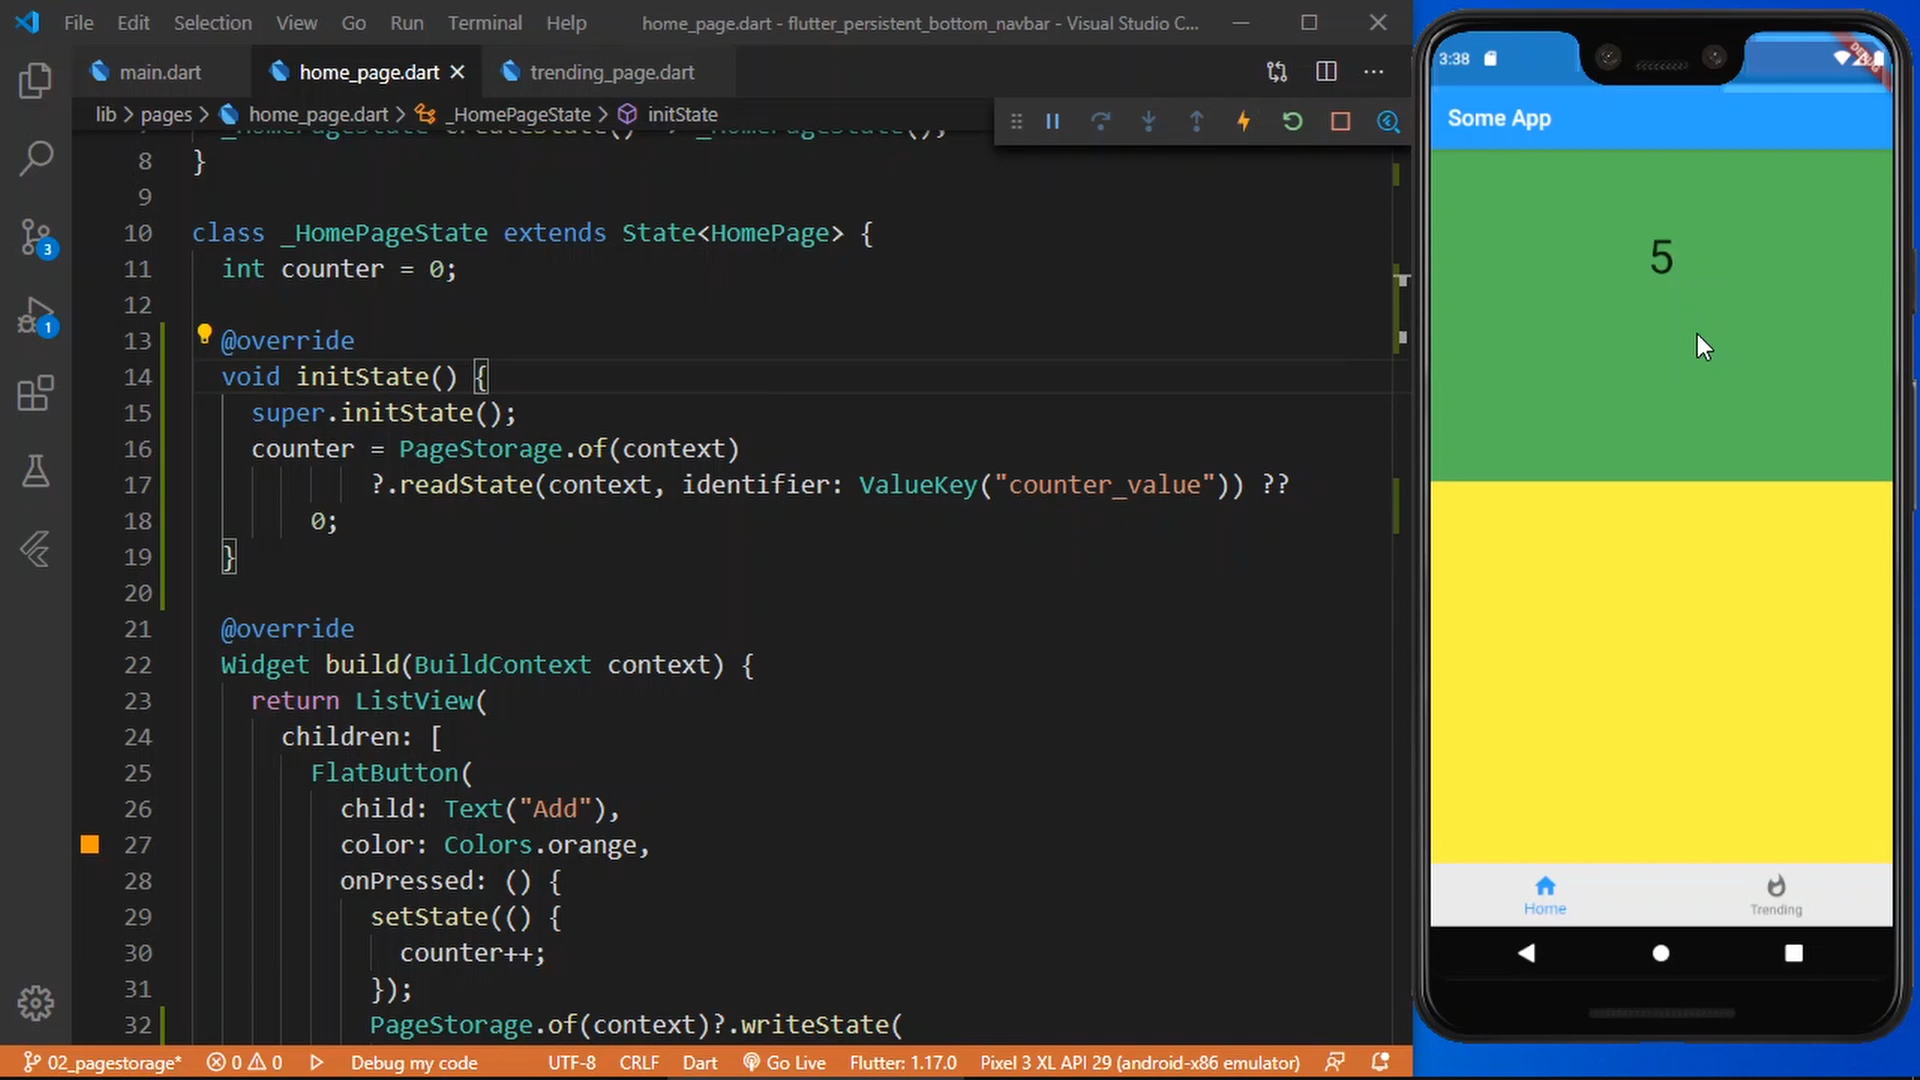 File Edit Selection View Go Run Terminal Help home_page.dart - flutter_persistent_bottom_navbar - Visual Studio C...
main.dart home_page.dart trending_page.dart
lib > pages > home_page.dart > _HomePageState > initState
_HomePageState createState() => _HomePageState();
8 }
9
10 class _HomePageState extends State<HomePage> {
11 int counter = 0;
12
13 @override
14 void initState() {
15 super.initState();
16 counter = PageStorage.of(context)
17 ?.readState(context, identifier: ValueKey("counter_value")) ??
18 0;
19 }
20
21 @override
22 Widget build(BuildContext context) {
23 return ListView(
24 children: [
25 FlatButton(
26 child: Text("Add"),
27 color: Colors.orange,
28 onPressed: () {
29 setState(() {
30 counter++;
31 });
32 PageStorage.of(context)?.writeState(
3
1
02_pagestorage* 0 0 Debug my code UTF-8 CRLF Dart Go Live Flutter: 1.17.0 Pixel 3 XL API 29 (android-x86 emulator)
3:38
DEBUG
Some App
5
Home Trending